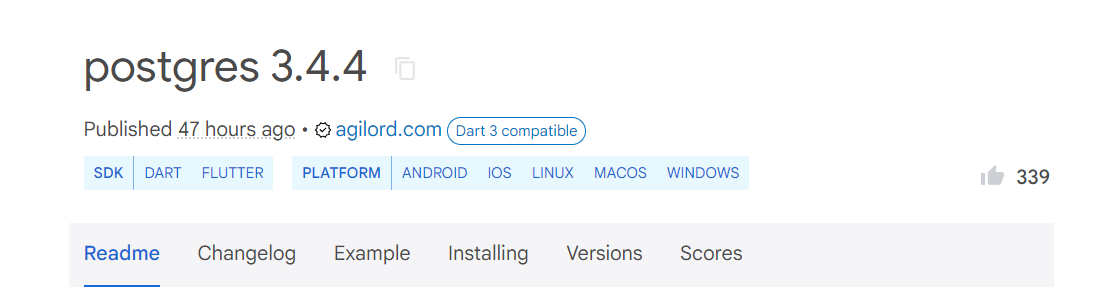 postgres 3.4.4
Published 47 hours ago • agilord.com Dart 3 compatible
SDK DART FLUTTER PLATFORM ANDROID IOS LINUX MACOS WINDOWS
339
Readme Changelog Example Installing Versions Scores